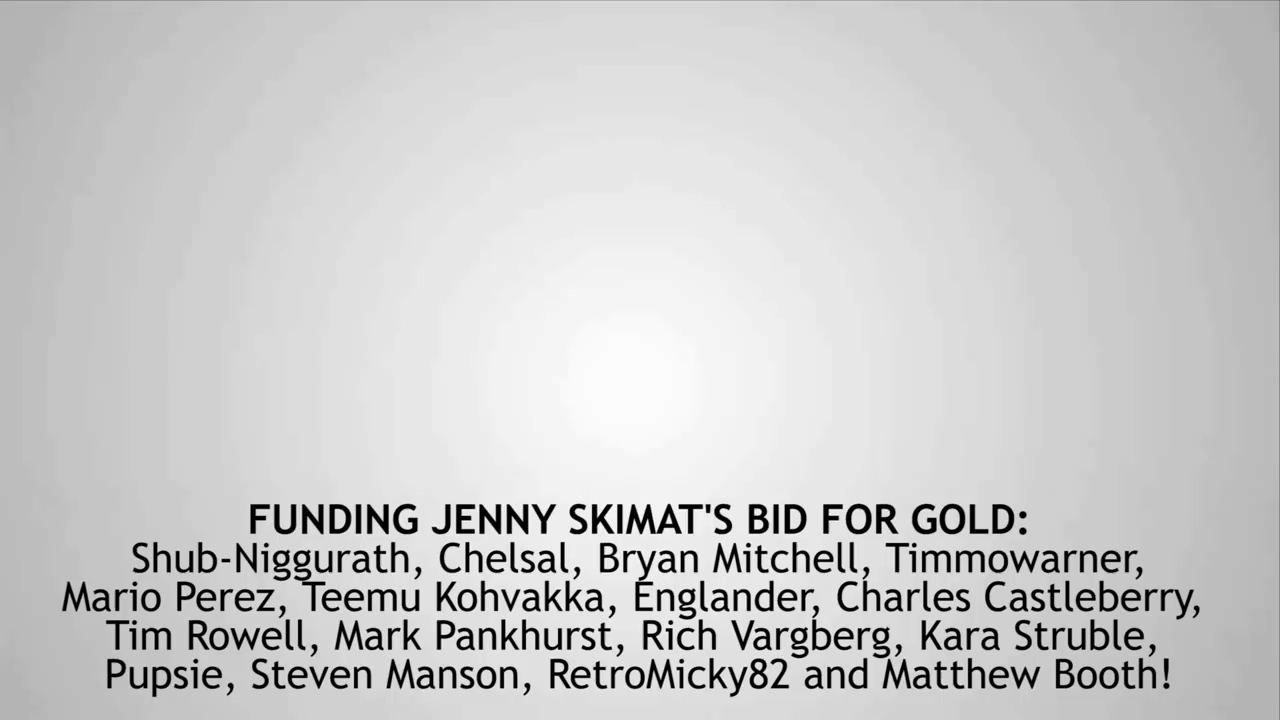 FUNDING JENNY SKIMAT'S BID FOR GOLD:
Shub-Niggurath, Chelsal, Bryan Mitchell, Timmowarner,
Mario Perez, Teemu Kohvakka, Englander, Charles Castleberry,
Tim Rowell, Mark Pankhurst, Rich Vargberg, Kara Struble,
Pupsie, Steven Manson, RetroMicky82 and Matthew Booth!